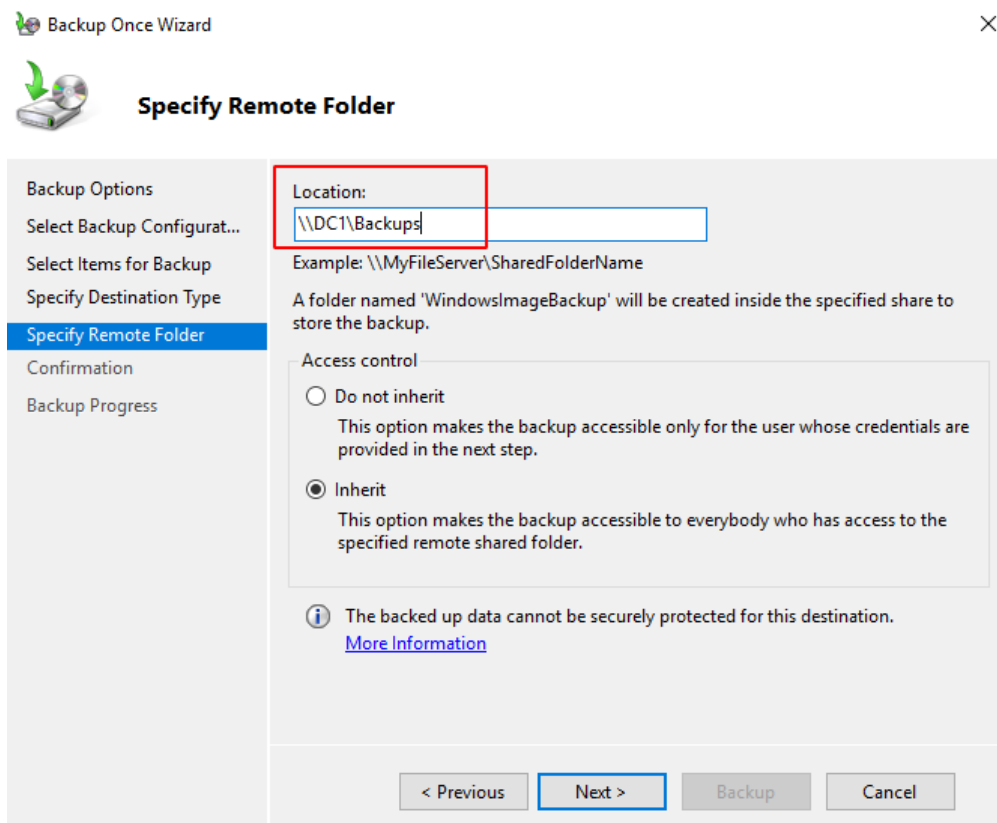 Backup Once Wizard
Specify Remote Folder
Backup Options
Select Backup Configurat...
Select Items for Backup
Specify Destination Type
Specify Remote Folder
Confirmation
Backup Progress
Location:
\\DC1\Backups
Example: \\MyFileServer\SharedFolderName
A folder named 'WindowsImageBackup' will be created inside the specified share to
store the backup.
Access control
Do not inherit
This option makes the backup accessible only for the user whose credentials are
provided in the next step.
Inherit
This option makes the backup accessible to everybody who has access to the
specified remote shared folder.
The backed up data cannot be securely protected for this destination.
More Information
< Previous
Next >
Backup
Cancel